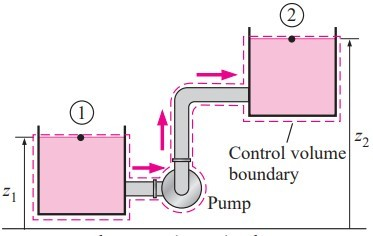 ②
①
z₂
Control volume
boundary
z₁
Pump